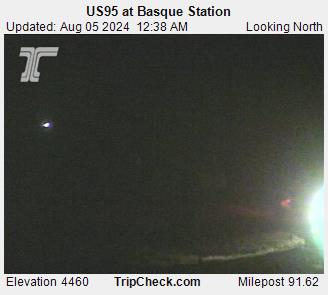 US95 at Basque Station
Updated: Aug 05 2024 12:38 AM Looking North
Elevation 4460 TripCheck.com Milepost 91.62